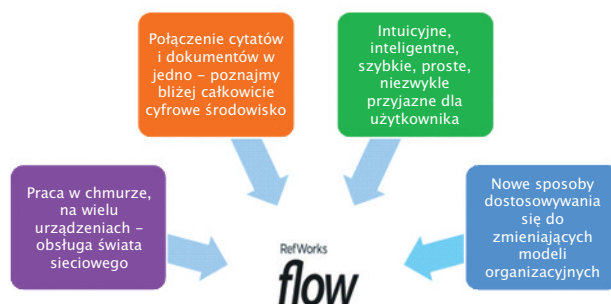 Połączenie cytatów
i dokumentów w
jedno – poznajmy
bliżej całkowicie
cyfrowe środowisko
Intuicyjne,
inteligentne,
szybkie, proste,
niezwykle
przyjazne dla
użytkownika
Praca w chmurze,
na wielu
urządzeniach –
obsługa świata
sieciowego
Nowe sposoby
dostosowywania
się do
zmieniających
modeli
organizacyjnych
RefWorks
flow